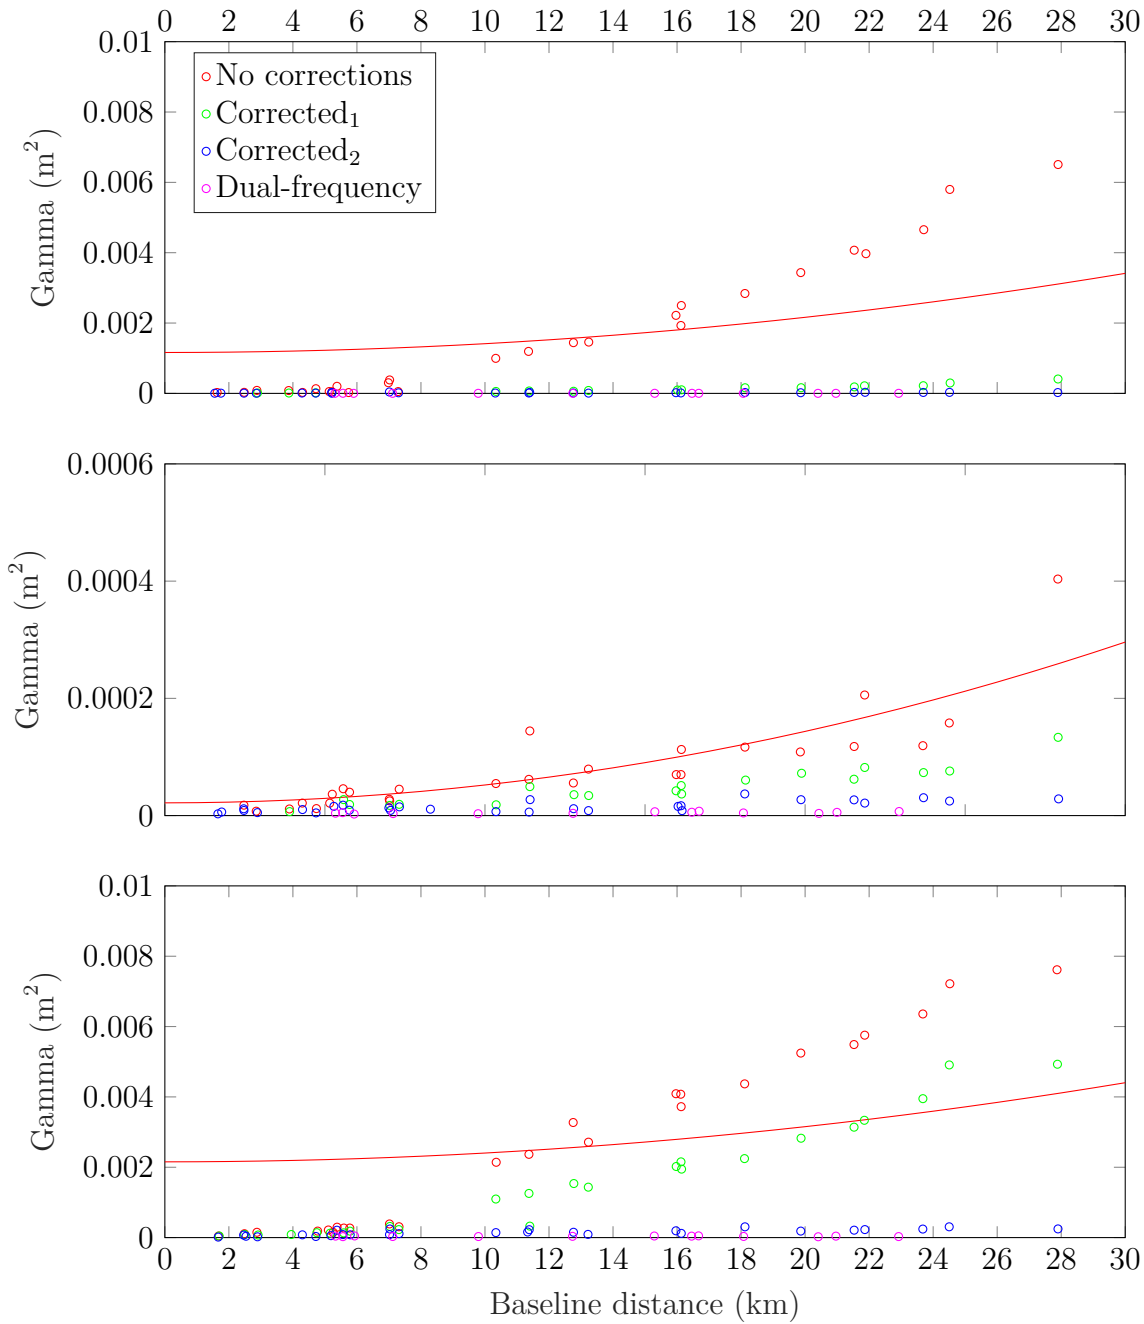 0 2 4 6 8 10 12 14 16 18 20 22 24 26 28 30
0.01
0.008
0.006
0.004
0.002
0
Gamma (m²)
No corrections
Corrected₁
Corrected₂
Dual-frequency
0.0006
0.0004
0.0002
0
Gamma (m²)
0.01
0.008
0.006
0.004
0.002
0
Gamma (m²)
0 2 4 6 8 10 12 14 16 18 20 22 24 26 28 30
Baseline distance (km)